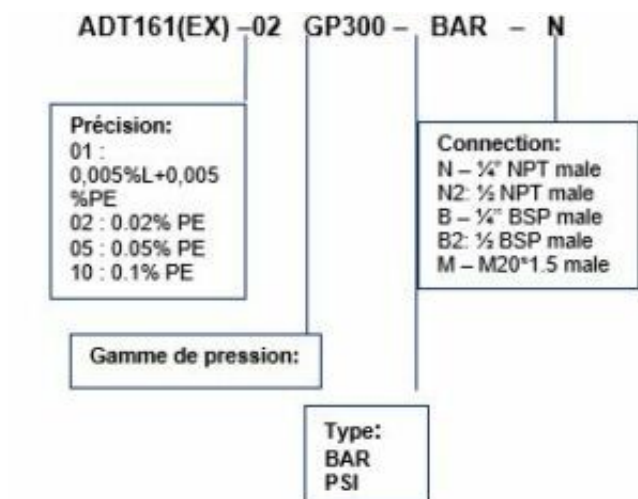 ADT161(EX) –02 GP300 – BAR – N
Précision:
01 :
0,005%L+0,005
%PE
02 : 0.02% PE
05 : 0.05% PE
10 : 0.1% PE
Connection:
N – ¼" NPT male
N2: ½ NPT male
B – ¼" BSP male
B2: ½ BSP male
M – M20*1.5 male
Gamme de pression:
Type:
BAR
PSI